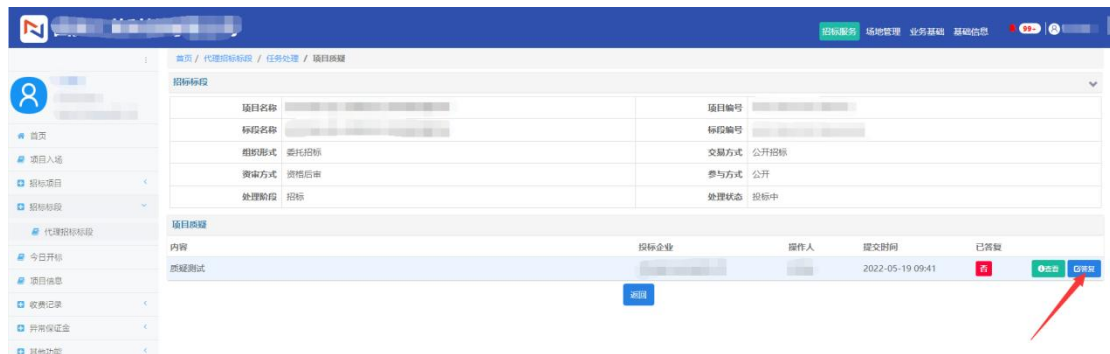 招标服务 场地管理 业务基础 基础信息 99+
首页 / 代理招标标段 / 任务处理 / 项目质疑
招标标段
项目名称 项目编号
标段名称 标段编号
组织形式 委托招标 交易方式 公开招标
资审方式 资格后审 参与方式 公开
处理阶段 招标 处理状态 投标中
项目质疑
内容 投标企业 操作人 提交时间 已答复
质疑测试 2022-05-19 09:41 否 查看 答复
返回
首页
项目入场
招标项目
招标标段
代理招标标段
今日开标
项目信息
收费记录
异常保证金
其他功能